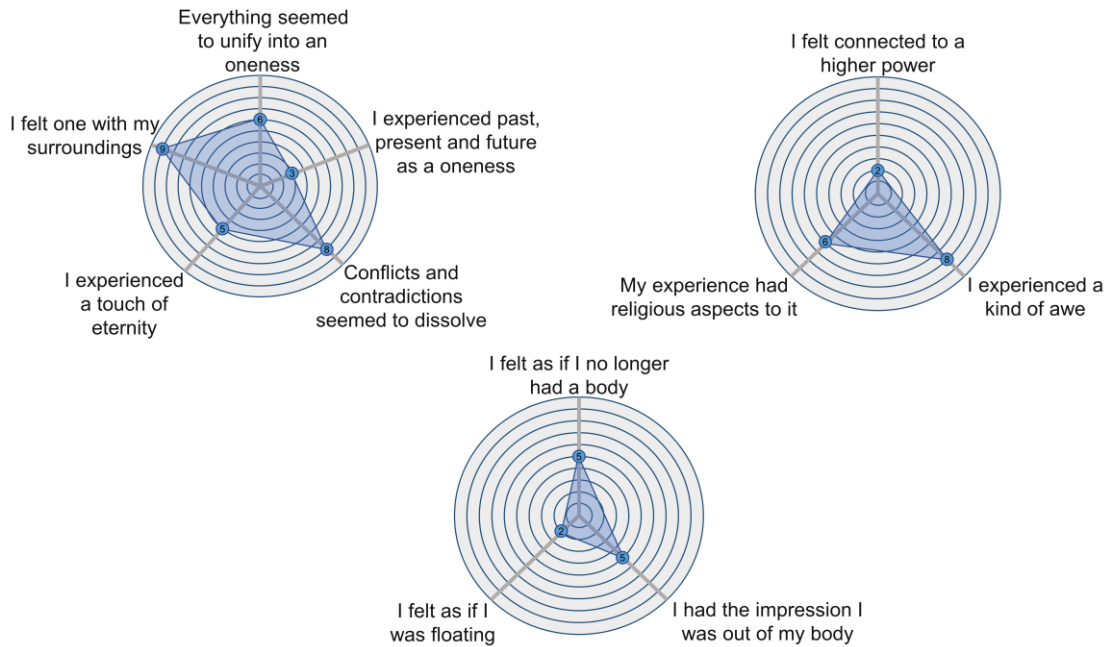 Everything seemed
to unify into an
oneness
I felt one with my
surroundings
I experienced past,
present and future
as a oneness
I experienced
a touch of
eternity
Conflicts and
contradictions
seemed to dissolve
6
9
3
5
8
I felt connected to a
higher power
My experience had
religious aspects to it
I experienced a
kind of awe
2
6
8
I felt as if I no longer
had a body
I felt as if I
was floating
I had the impression I
was out of my body
5
2
5